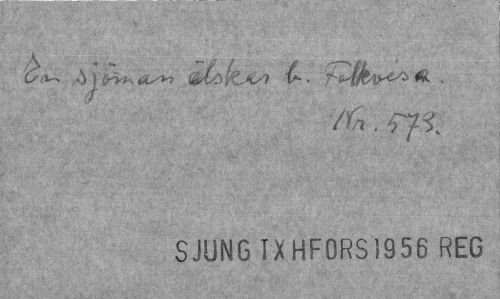 En sjöman älskar h. Folkvisa.
Nr. 573.
SJUNG IX HFORS 1956 REG